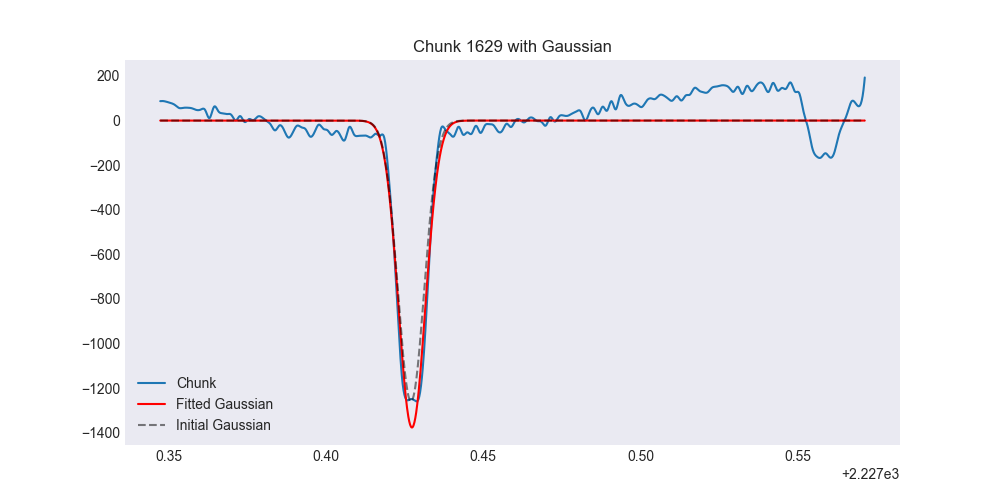 Chunk 1629 with Gaussian
200
0
−200
−400
−600
−800
−1000
−1200
−1400
Chunk
Fitted Gaussian
Initial Gaussian
0.35 0.40 0.45 0.50 0.55
+2.227e3